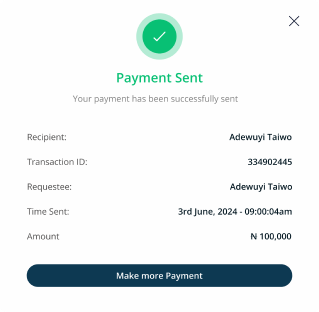 Payment Sent
Your payment has been successfully sent
Recipient: Adewuyi Taiwo
Transaction ID: 334902445
Requestee: Adewuyi Taiwo
Time Sent: 3rd June, 2024 - 09:00:04am
Amount ₦ 100,000
Make more Payment